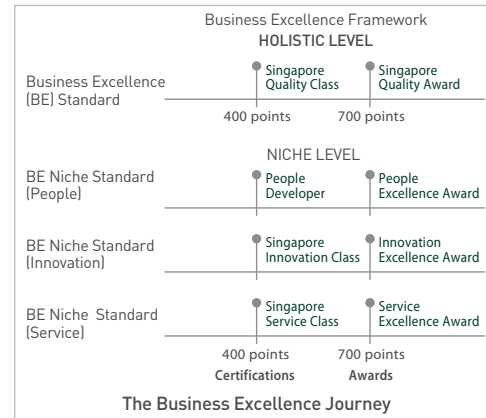 Business Excellence Framework
HOLISTIC LEVEL
Business Excellence
(BE) Standard
Singapore
Quality Class
Singapore
Quality Award
400 points
700 points
NICHE LEVEL
BE Niche Standard
(People)
People
Developer
People
Excellence Award
BE Niche Standard
(Innovation)
Singapore
Innovation Class
Innovation
Excellence Award
BE Niche Standard
(Service)
Singapore
Service Class
Service
Excellence Award
400 points
700 points
Certifications
Awards
The Business Excellence Journey